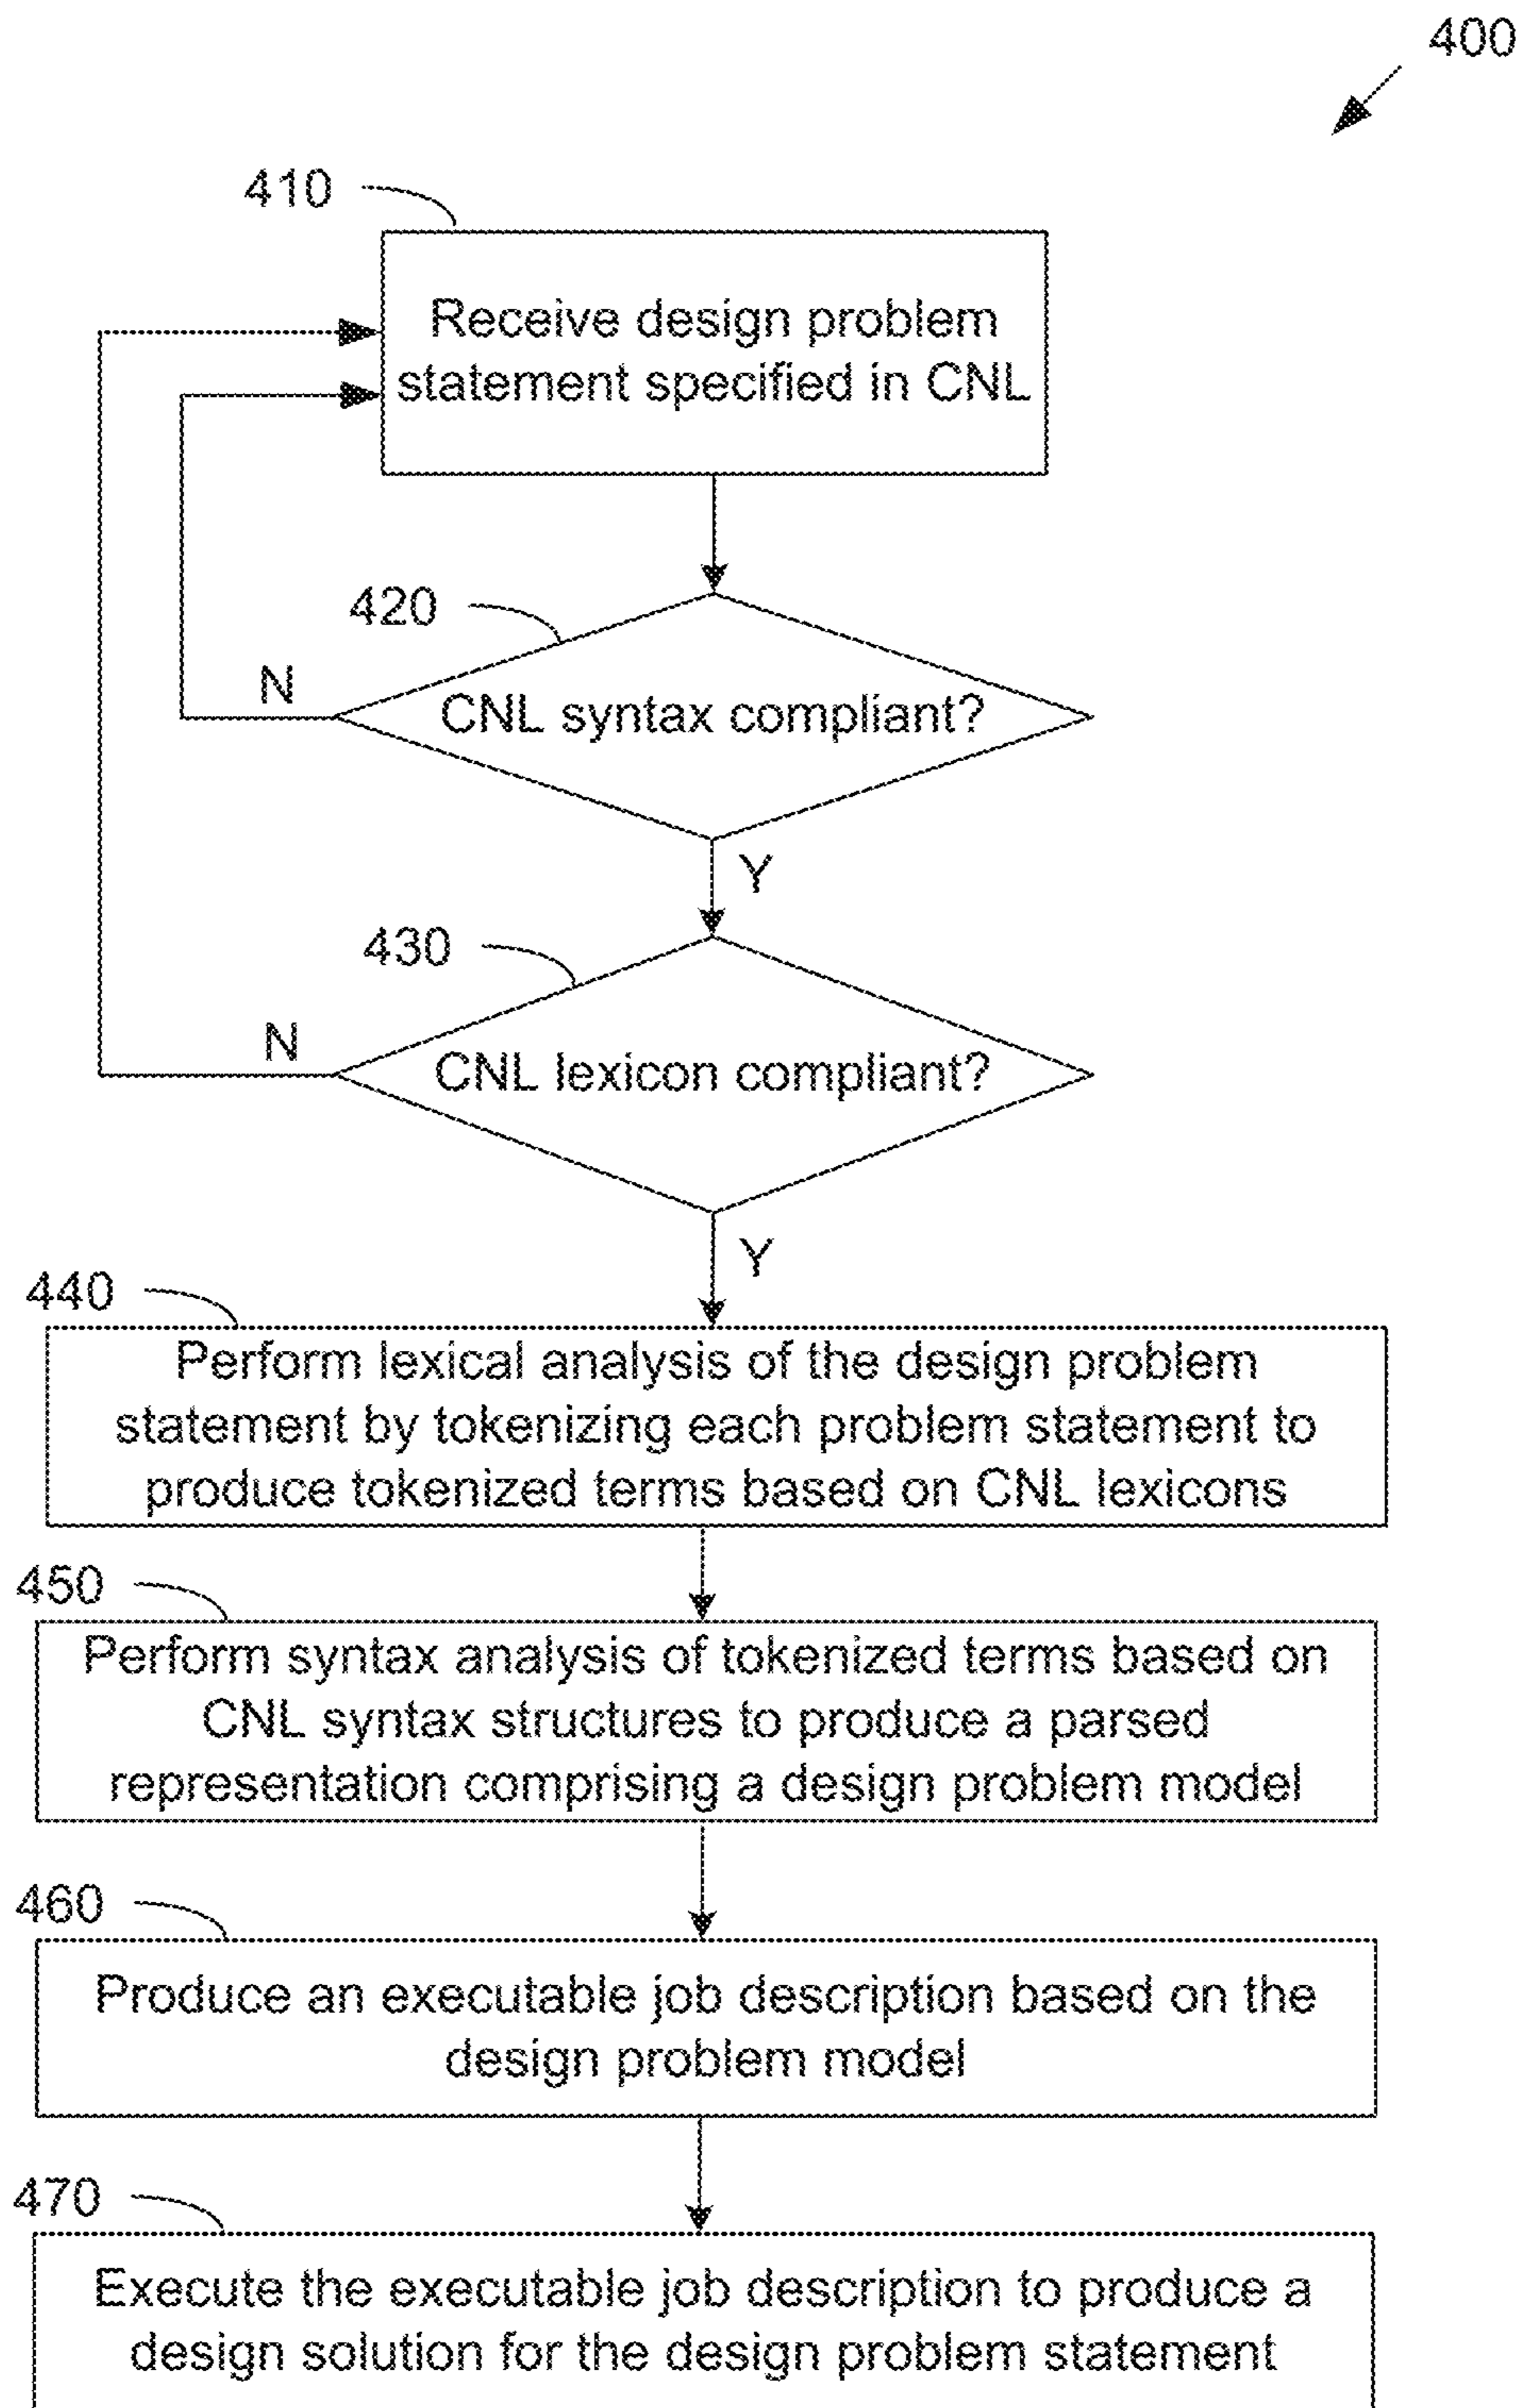 400
410
Receive design problem
statement specified in CNL
420
N
CNL syntax compliant?
Y
430
N
CNL lexicon compliant?
Y
440
Perform lexical analysis of the design problem
statement by tokenizing each problem statement to
produce tokenized terms based on CNL lexicons
450
Perform syntax analysis of tokenized terms based on
CNL syntax structures to produce a parsed
representation comprising a design problem model
460
Produce an executable job description based on the
design problem model
470
Execute the executable job description to produce a
design solution for the design problem statement